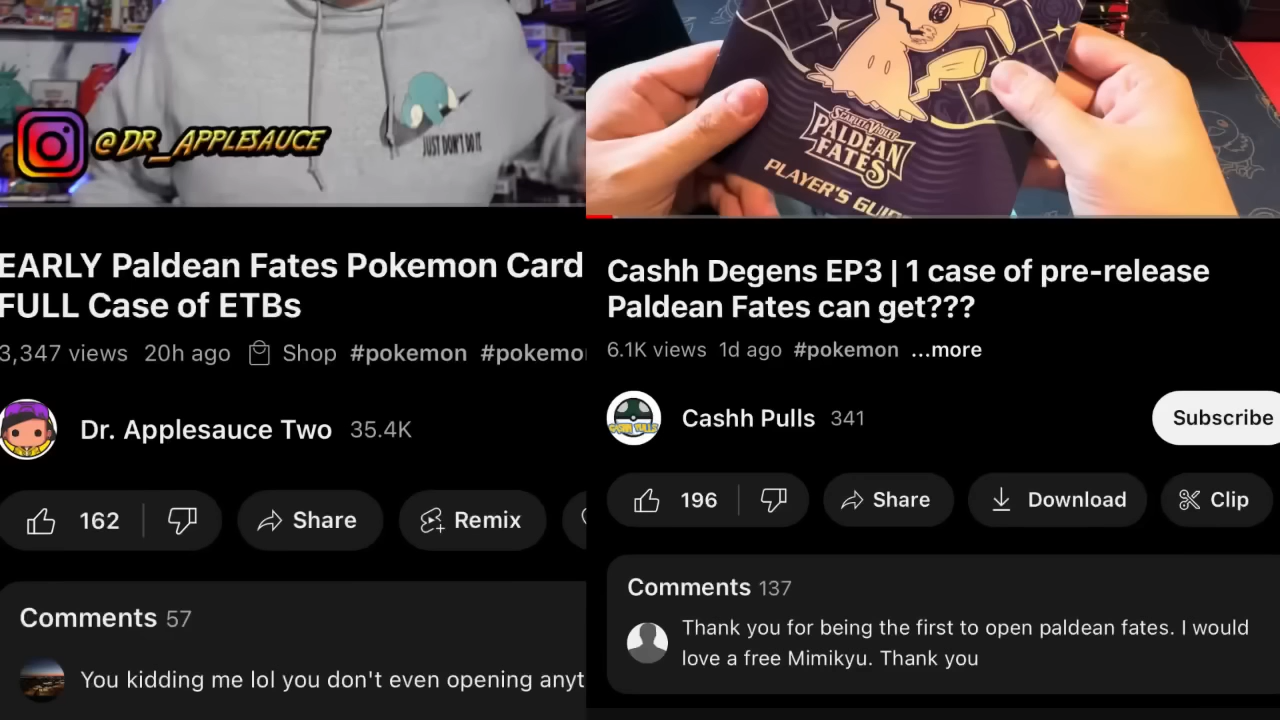 @DR_APPLESAUCE
JUST DON'T DO IT
EARLY Paldean Fates Pokemon Card
FULL Case of ETBs
3,347 views 20h ago Shop #pokemon #pokemo
Dr. Applesauce Two 35.4K
162 Share Remix
Comments 57
You kidding me lol you don't even opening anyt
SCARLET & VIOLET
PALDEAN
FATES
PLAYER'S GUI
Cashh Degens EP3 | 1 case of pre-release
Paldean Fates can get???
6.1K views 1d ago #pokemon ...more
CASHH PULLS
Cashh Pulls 341 Subscribe
196 Share Download Clip
Comments 137
Thank you for being the first to open paldean fates. I would
love a free Mimikyu. Thank you